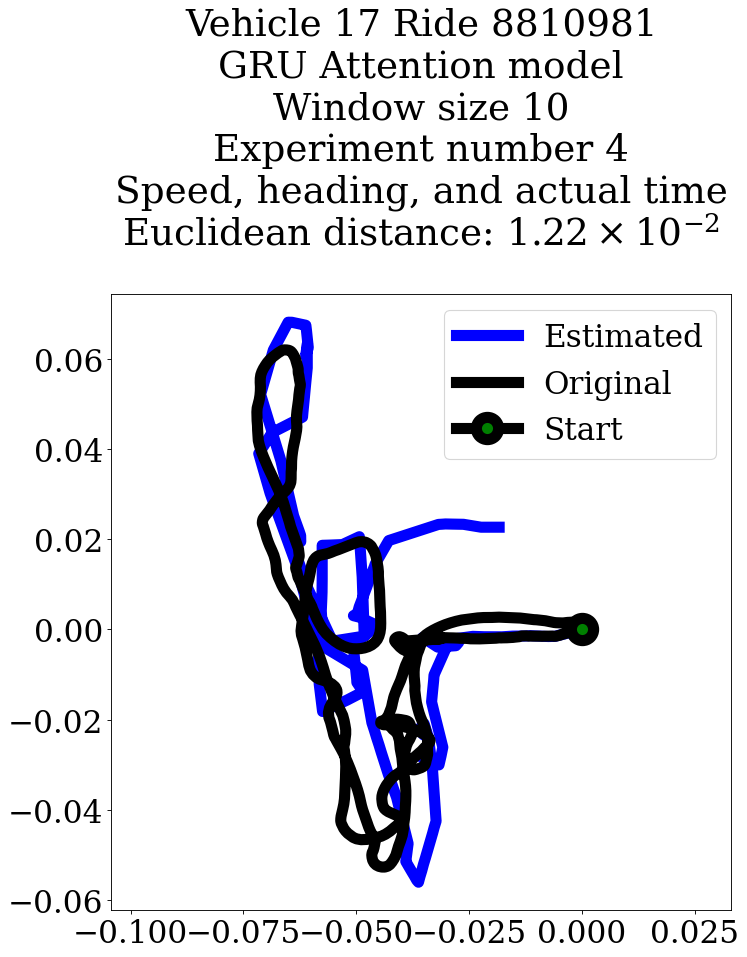 Vehicle 17 Ride 8810981
GRU Attention model
Window size 10
Experiment number 4
Speed, heading, and actual time
Euclidean distance: 1.22 × 10⁻²
Estimated
Original
Start
0.06
0.04
0.02
0.00
−0.02
−0.04
−0.06
−0.100 −0.075 −0.050 −0.025 0.000 0.025